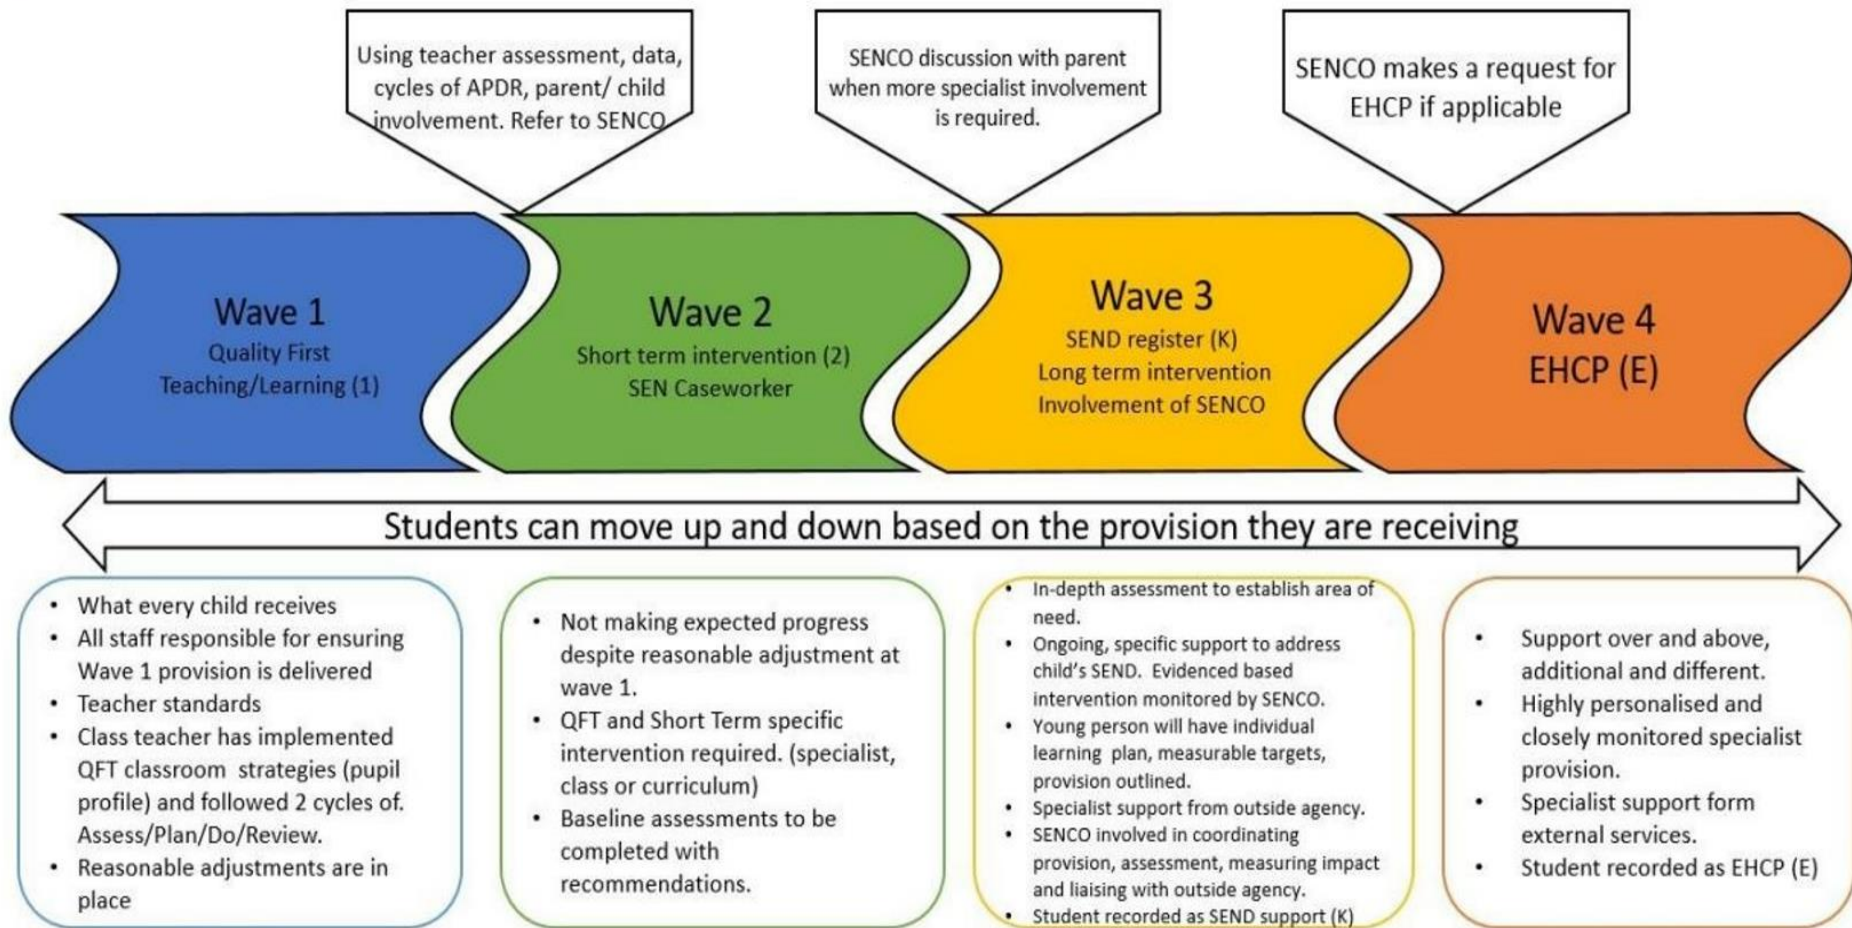 Using teacher assessment, data,
cycles of APDR, parent/ child
involvement. Refer to SENCO
SENCO discussion with parent
when more specialist involvement
is required.
SENCO makes a request for
EHCP if applicable
Wave 1
Quality First
Teaching/Learning (1)
Wave 2
Short term intervention (2)
SEN Caseworker
Wave 3
SEND register (K)
Long term intervention
Involvement of SENCO
Wave 4
EHCP (E)
Students can move up and down based on the provision they are receiving
• What every child receives
• All staff responsible for ensuring
Wave 1 provision is delivered
• Teacher standards
• Class teacher has implemented
QFT classroom strategies (pupil
profile) and followed 2 cycles of.
Assess/Plan/Do/Review.
• Reasonable adjustments are in
place
• Not making expected progress
despite reasonable adjustment at
wave 1.
• QFT and Short Term specific
intervention required. (specialist,
class or curriculum)
• Baseline assessments to be
completed with
recommendations.
• In-depth assessment to establish area of
need.
• Ongoing, specific support to address
child's SEND. Evidenced based
intervention monitored by SENCO.
• Young person will have individual
learning plan, measurable targets,
provision outlined.
• Specialist support from outside agency.
• SENCO involved in coordinating
provision, assessment, measuring impact
and liaising with outside agency.
• Student recorded as SEND support (K)
• Support over and above,
additional and different.
• Highly personalised and
closely monitored specialist
provision.
• Specialist support form
external services.
• Student recorded as EHCP (E)